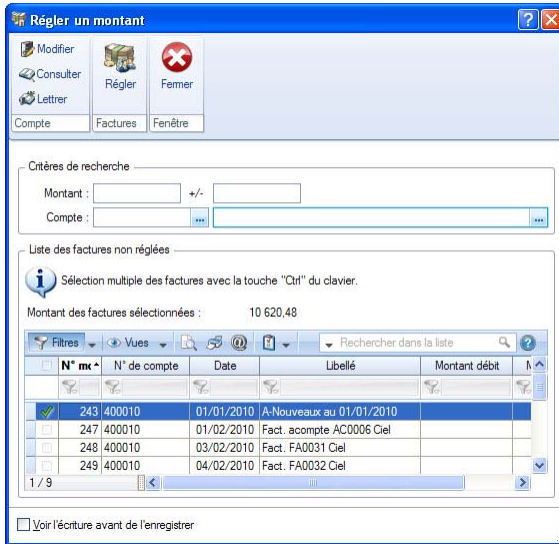 Régler un montant
Modifier
Consulter
Lettrer
Régler
Fermer
Compte
Factures
Fenêtre
Critères de recherche
Montant :
+/-
Compte :
...
...
Liste des factures non réglées
Sélection multiple des factures avec la touche "Ctrl" du clavier.
Montant des factures sélectionnées : 10 620,48
Filtres Vues @ Rechercher dans la liste ?
N° mo N° de compte Date Libellé Montant débit
243 400010 01/01/2010 A-Nouveaux au 01/01/2010
247 400010 01/02/2010 Fact. acompte AC0006 Ciel
248 400010 03/02/2010 Fact. FA0031 Ciel
249 400010 04/02/2010 Fact. FA0032 Ciel
1 / 9
Voir l'écriture avant de l'enregistrer